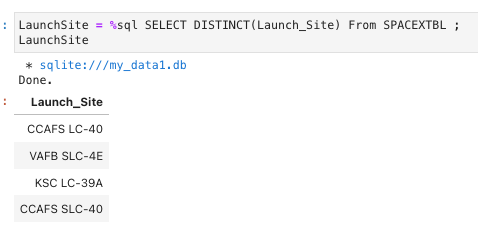 : LaunchSite = %sql SELECT DISTINCT(Launch_Site) From SPACEXTBL ;
LaunchSite
* sqlite:///my_data1.db
Done.
: Launch_Site
CCAFS LC-40
VAFB SLC-4E
KSC LC-39A
CCAFS SLC-40